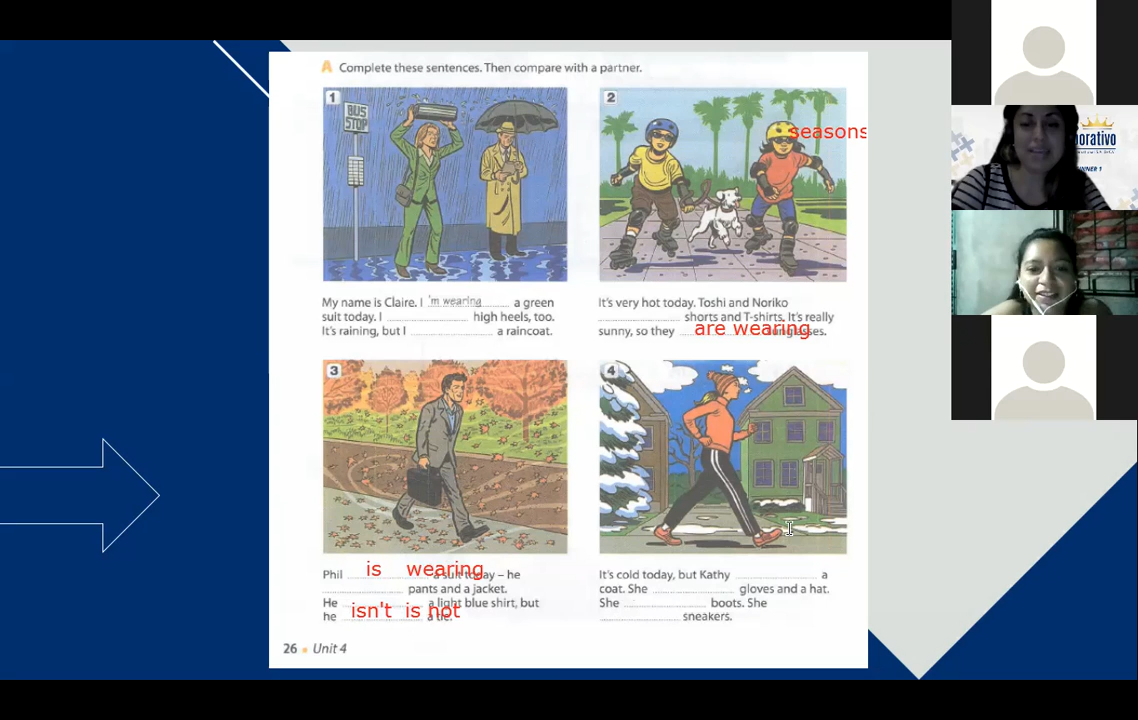 A Complete these sentences. Then compare with a partner.
1
BUS
STOP
2
seasons
My name is Claire. I 'm wearing a green
suit today. I high heels, too.
It's raining, but I a raincoat.
It's very hot today. Toshi and Noriko
shorts and T-shirts. It's really
sunny, so they are wearing sunglasses.
3
4
Phil is wearing a suit today – he
pants and a jacket.
He a light blue shirt, but
he isn't is not a tie.
It's cold today, but Kathy a
coat. She gloves and a hat.
She boots. She
sneakers.
26 • Unit 4
orativo